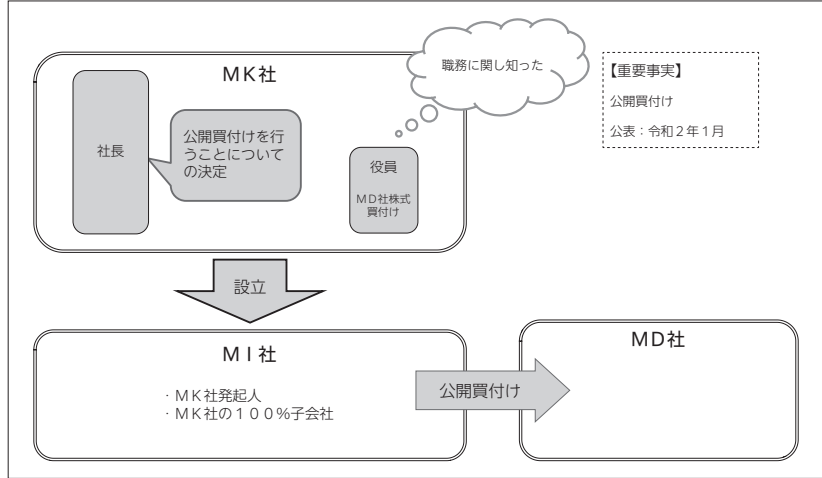 MK社
職務に関し知った
【重要事実】
公開買付け
公表：令和２年１月
社長
公開買付けを行
うことについて
の決定
役員
ＭＤ社株式
買付け
設立
ＭＩ社
・ＭＫ社発起人
・ＭＫ社の１００％子会社
公開買付け
ＭＤ社